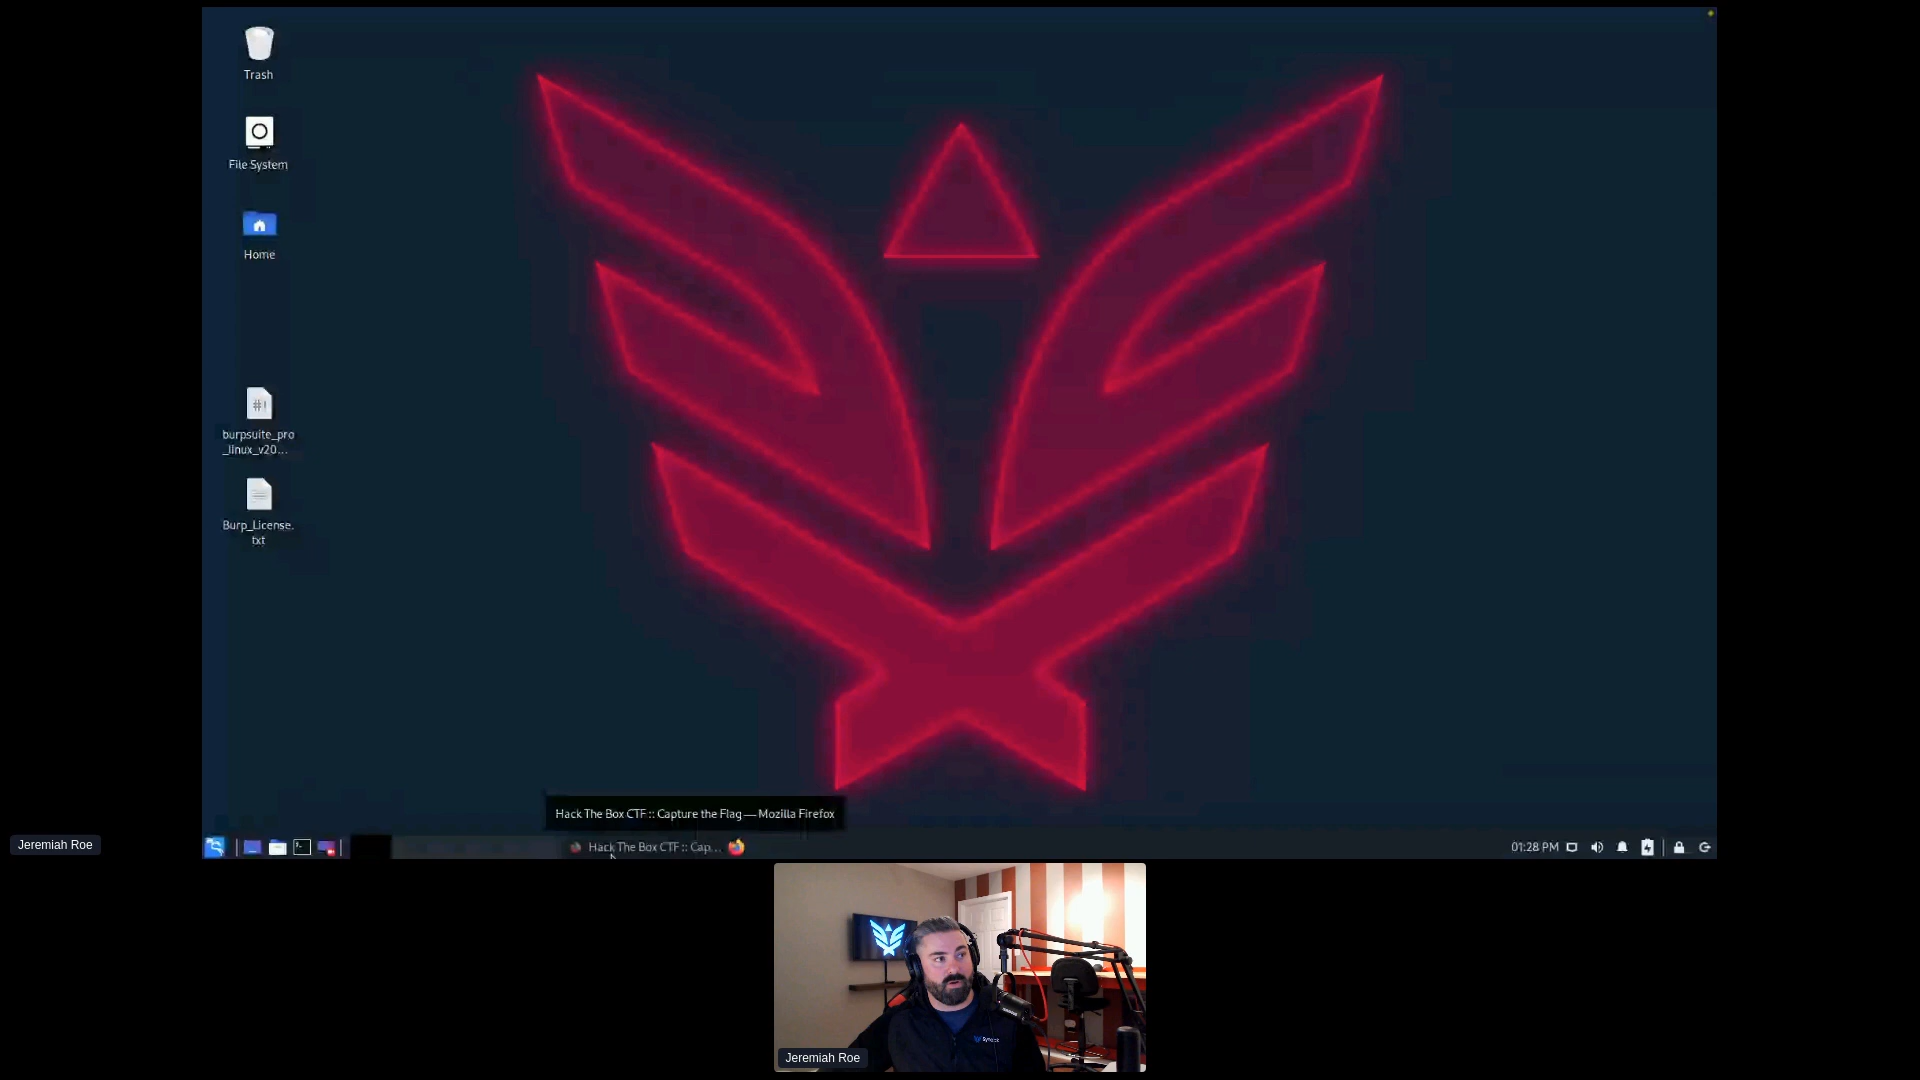 Trash
File System
Home
burpsuite_pro
_linux_v20...
Burp_License.
txt
Hack The Box CTF :: Capture the Flag — Mozilla Firefox
Hack The Box CTF :: Cap...
01:28 PM
Jeremiah Roe
Jeremiah Roe